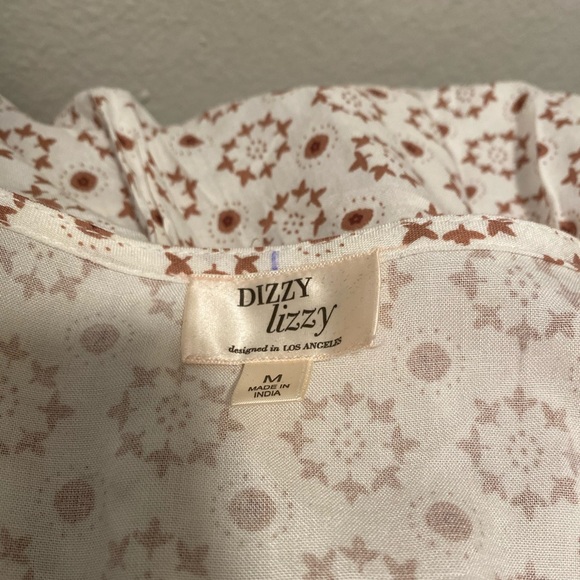 DIZZY
lizzy
designed in LOS ANGELES
M
MADE IN
INDIA